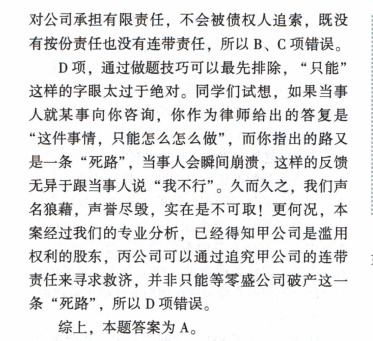 对公司承担有限责任，不会被债权人追索，既没
有按份责任也没有连带责任，所以 B、C 项错误。
D 项，通过做题技巧可以最先排除，“只能”
这样的字眼太过于绝对。同学们试想，如果当事
人就某事向你咨询，你作为律师给出的答复是
“这件事情，只能怎么怎么做”，而你指出的路又
是一条“死路”，当事人会瞬间崩溃，这样的反馈
无异于跟当事人说“我不行”。久而久之，我们声
名狼藉，声誉尽毁，实在是不可取！更何况，本
案经过我们的专业分析，已经得知甲公司是滥用
权利的股东，丙公司可以通过追究甲公司的连带
责任来寻求救济，并非只能等零盛公司破产这一
条“死路”，所以 D 项错误。
综上，本题答案为 A。